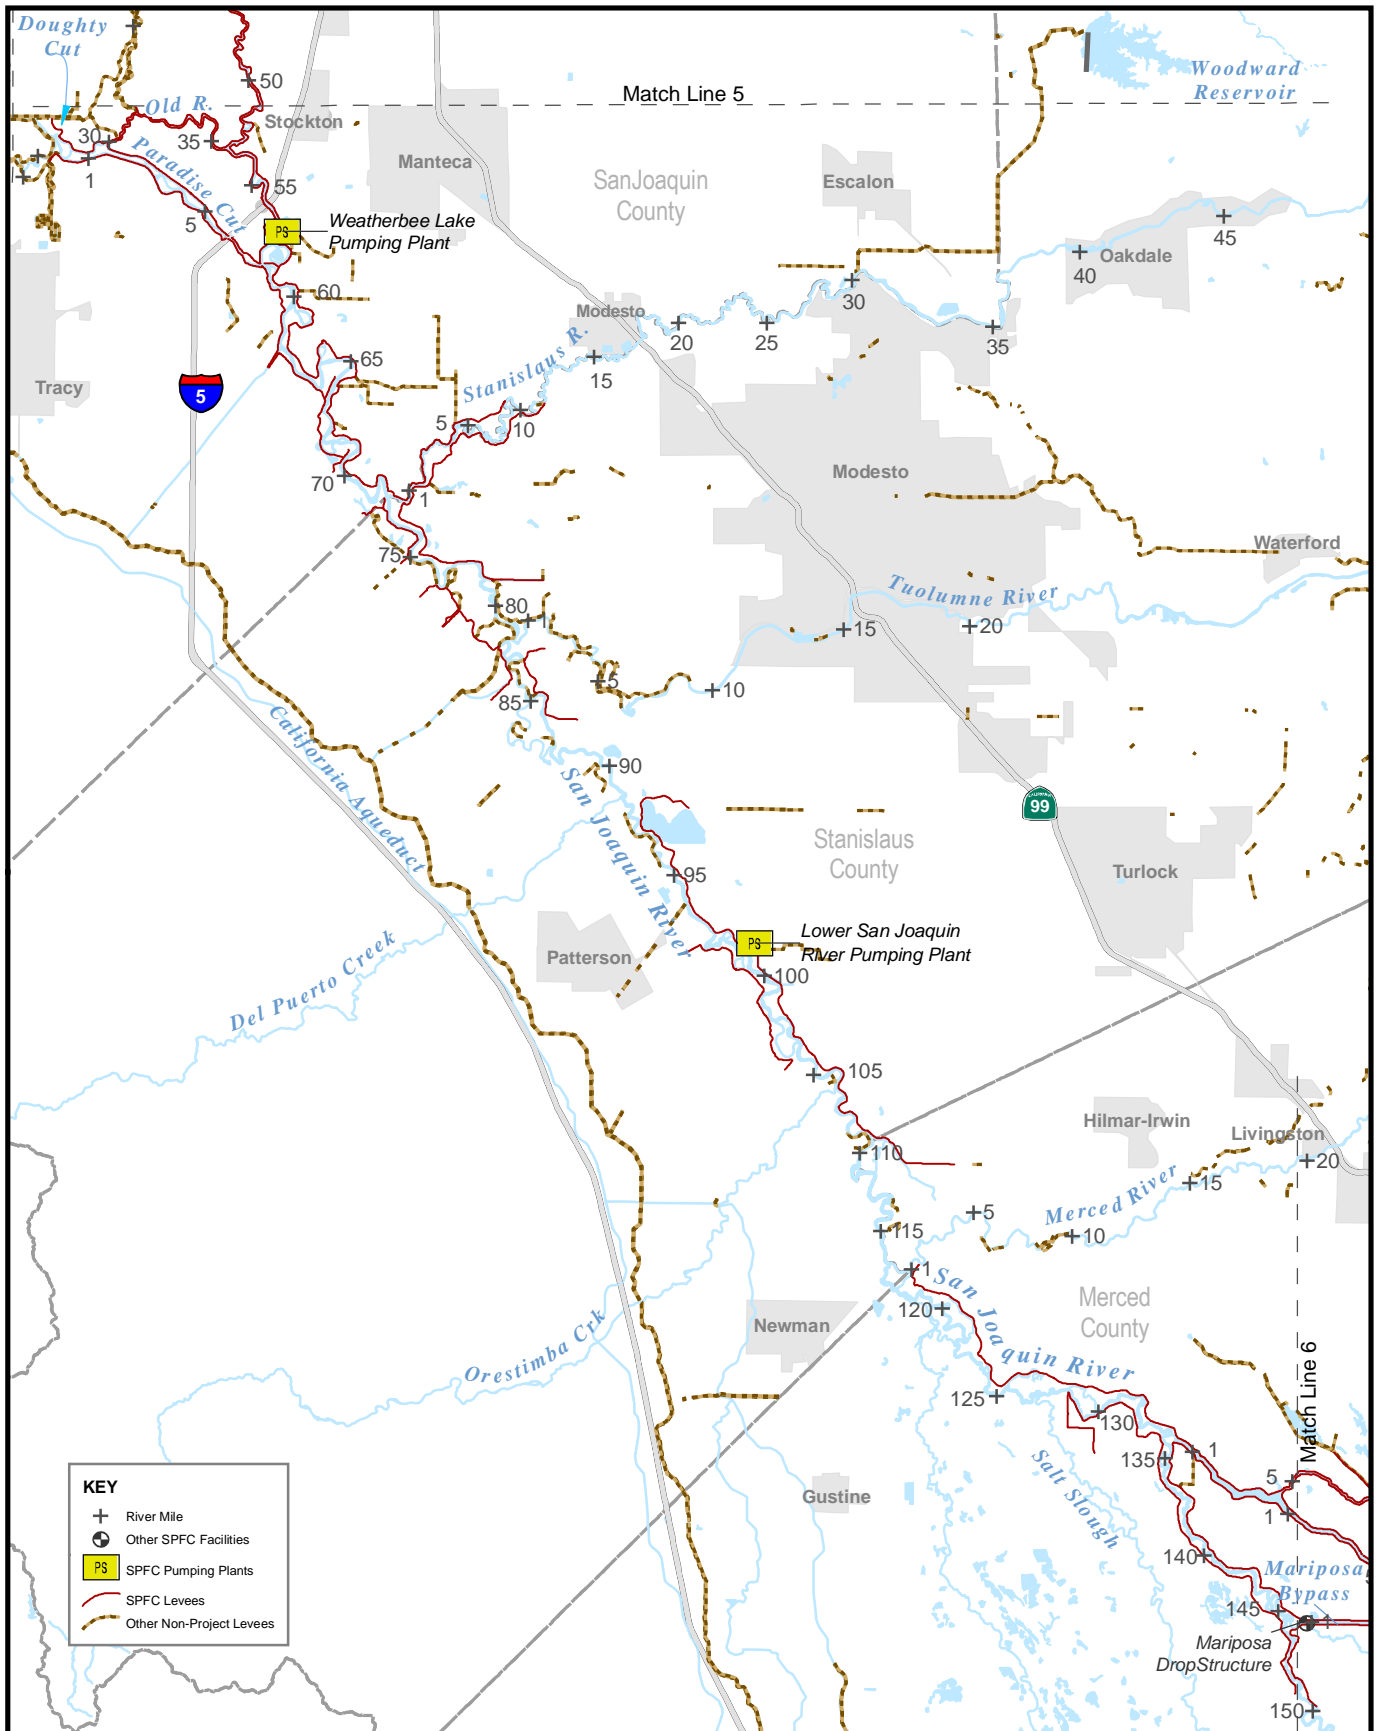 Doughty
Cut
50
Woodward
Reservoir
Match Line 5
Old R.
Stockton
30
35
Manteca
Paradise Cut
1
SanJoaquin
County
Escalon
55
5
Weatherbee Lake
Pumping Plant
PS
45
40
Oakdale
60
30
Modesto
20
25
35
65
15
Tracy
5
Stanislaus R.
5
10
Modesto
70
1
Waterford
75
Tuolumne River
80
1
15
20
5
10
85
California Aqueduct
90
San Joaquin River
99
Stanislaus
County
95
Turlock
Patterson
PS
Lower San Joaquin
River Pumping Plant
100
Del Puerto Creek
105
Hilmar-Irwin
Livingston
110
20
15
Merced River
5
10
115
1
San Joaquin River
120
Merced
County
Newman
Orestimba Crk
Match Line 6
125
130
135
1
Salt Slough
5
1
Gustine
140
Mariposa
Bypass
145
1
Mariposa
DropStructure
150
KEY
River Mile
Other SPFC Facilities
PS
SPFC Pumping Plants
SPFC Levees
Other Non-Project Levees